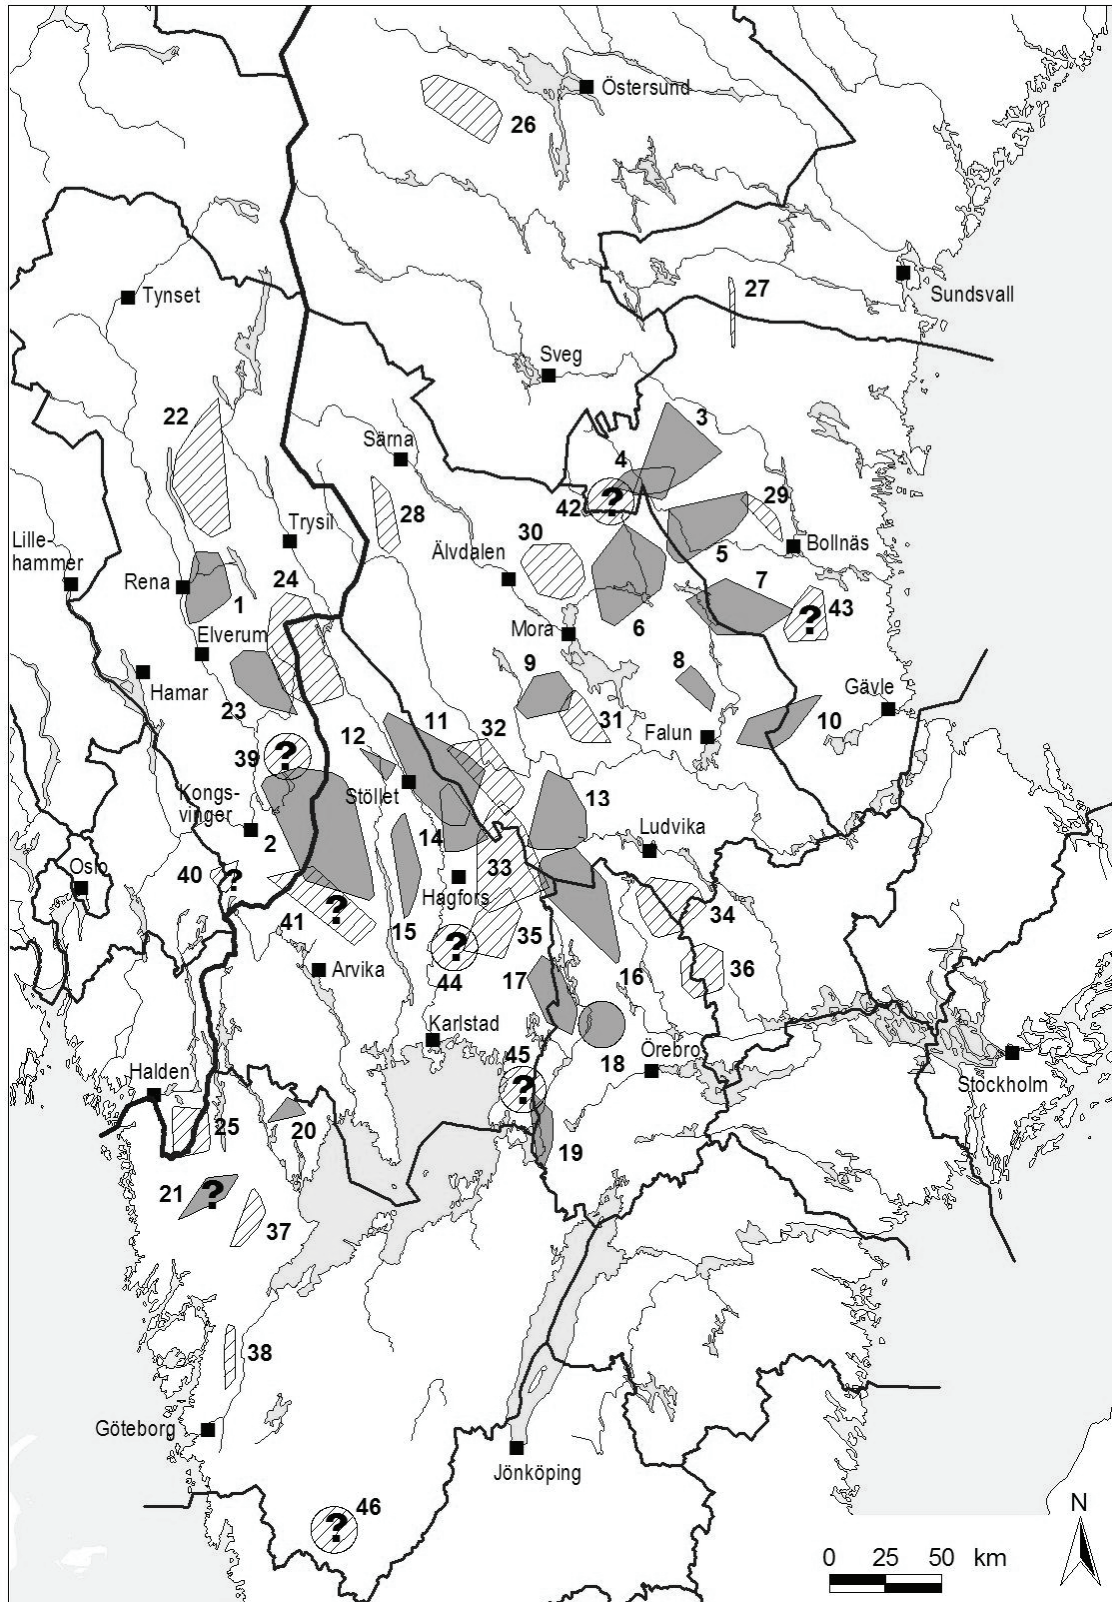 Östersund
26
27
Sundsvall
Tynset
Sveg
22
3
Särna
4
42
?
29
28
Trysil
30
Lille-
hammer
Älvdalen
5
Bollnäs
Rena
24
7
1
43
?
Elverum
Mora
6
9
8
Hamar
23
Gävle
31
10
11
32
Falun
12
39
?
Kongs-
vinger
Stöllet
13
2
14
Ludvika
33
Oslo
40
?
Hagfors
41
?
34
15
35
16
36
44
?
Arvika
17
Karlstad
18
Örebro
45
?
Stockholm
Halden
25
20
19
21
?
37
38
Göteborg
Jönköping
46
?
N
0 25 50 km